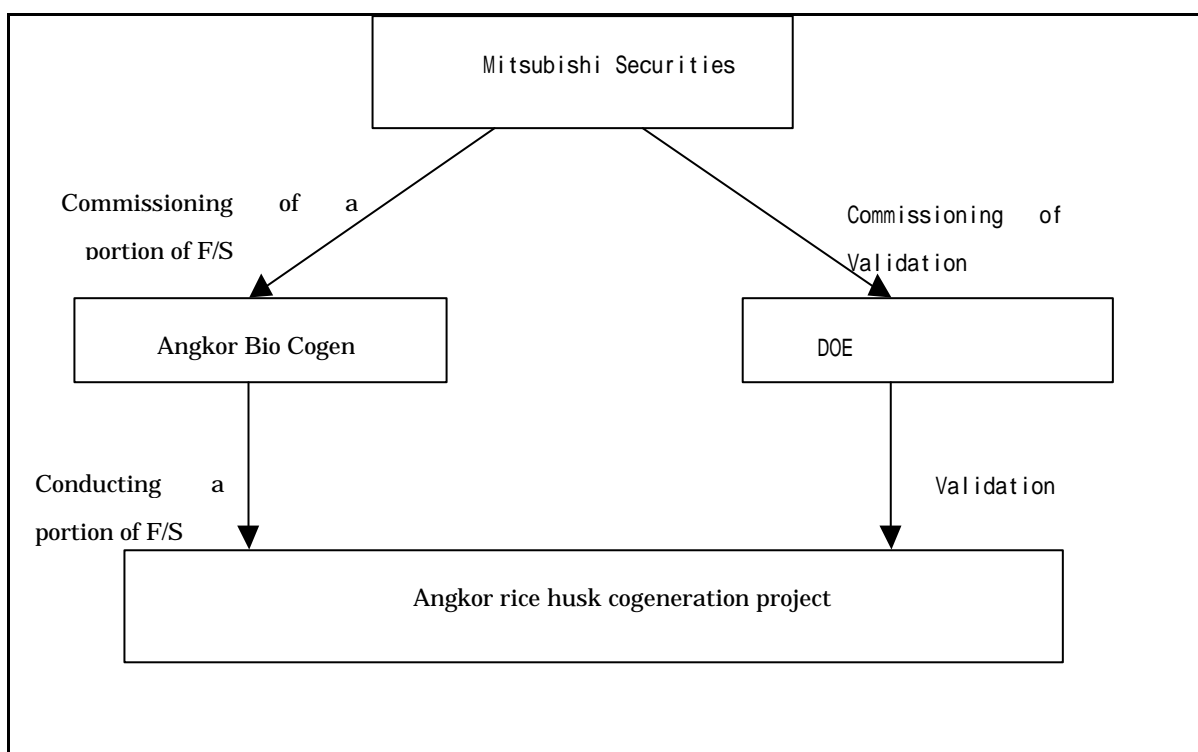 Mitsubishi Securities
Commissioning of a
portion of F/S
Commissioning of
Validation
Angkor Bio Cogen
DOE
Conducting a
portion of F/S
Validation
Angkor rice husk cogeneration project